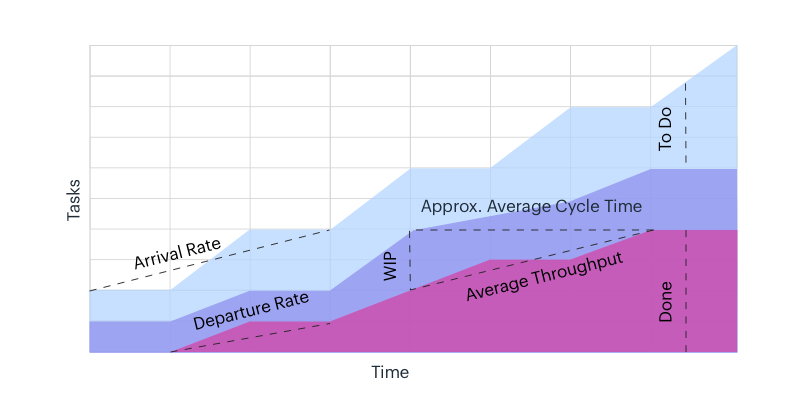 To Do
Approx. Average Cycle Time
Tasks
Arrival Rate
WIP
Average Throughput
Departure Rate
Done
Time